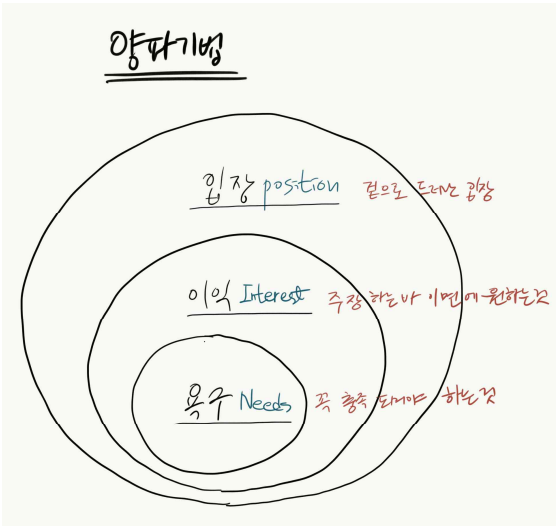 양파기법
입장 position 겉으로 드러난 입장
이익 Interest 주장하는바 이면에 원하는것
욕구 Needs 꼭 충족 되어야 하는것